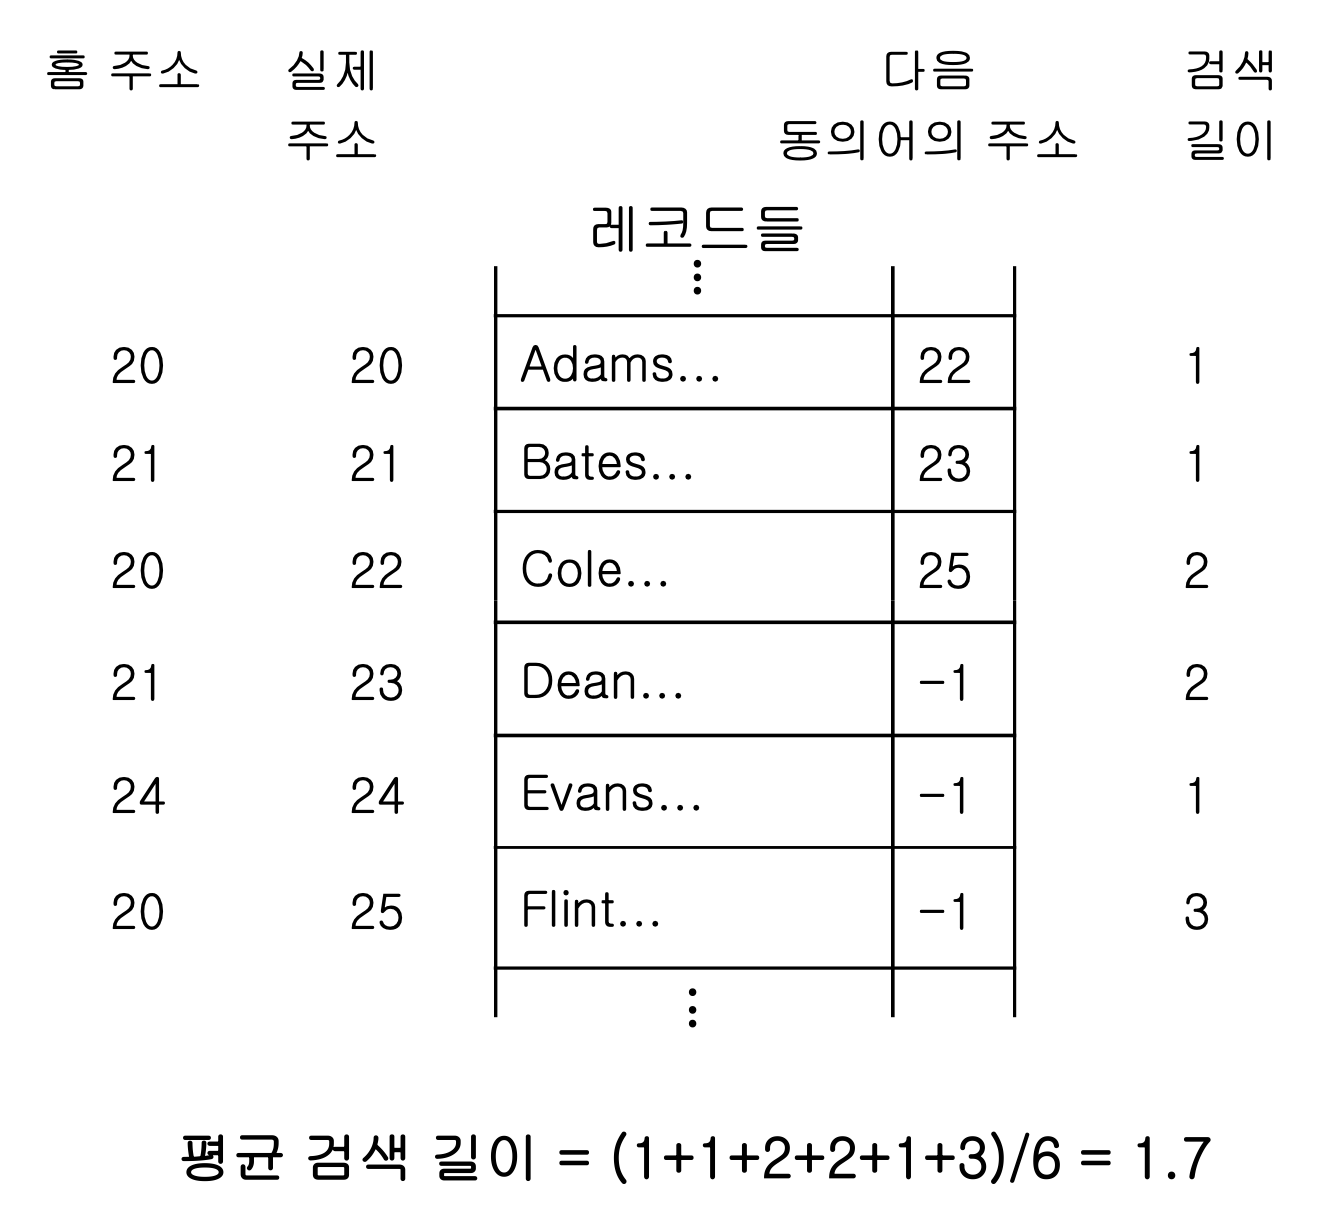 홈 주소 실제 다음 검색
주소 동의어의 주소 길이
레코드들
⋮
20 20 Adams... 22 1
21 21 Bates... 23 1
20 22 Cole... 25 2
21 23 Dean... -1 2
24 24 Evans... -1 1
20 25 Flint... -1 3
⋮
평균 검색 길이 = (1+1+2+2+1+3)/6 = 1.7